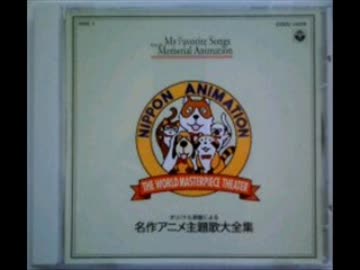 My Favorite Songs
Memorial Animation
NIPPON ANIMATION
THE WORLD MASTERPIECE THEATER
オリジナル原盤による
名作アニメ主題歌大全集